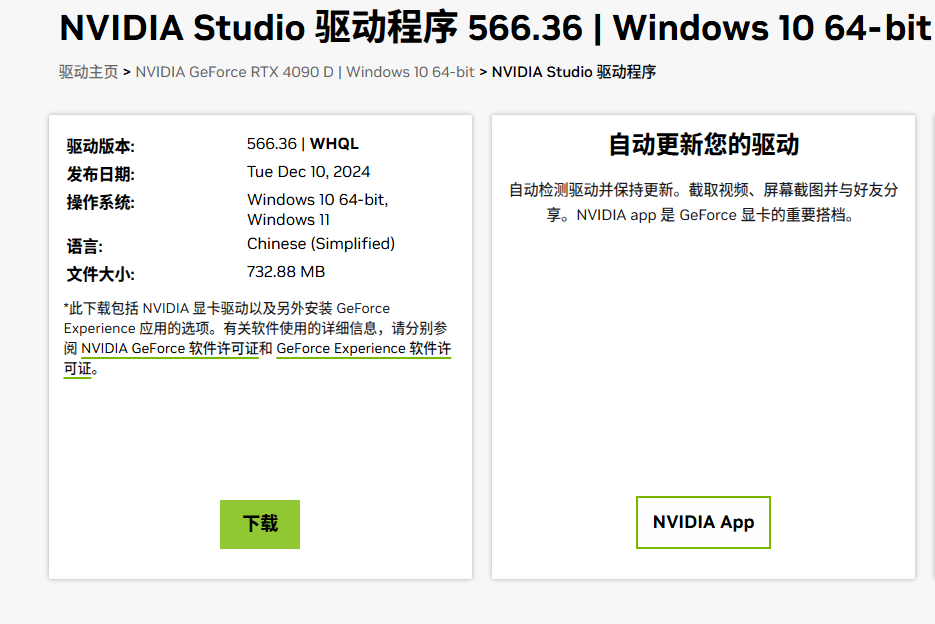 NVIDIA Studio 驱动程序 566.36 | Windows 10 64-bit
驱动主页 > NVIDIA GeForce RTX 4090 D | Windows 10 64-bit > NVIDIA Studio 驱动程序
驱动版本: 566.36 | WHQL
发布日期: Tue Dec 10, 2024
操作系统: Windows 10 64-bit,
Windows 11
语言: Chinese (Simplified)
文件大小: 732.88 MB
*此下载包括 NVIDIA 显卡驱动以及另外安装 GeForce
Experience 应用的选项。有关软件使用的详细信息，请分别参
阅 NVIDIA GeForce 软件许可证和 GeForce Experience 软件许
可证。
下载
自动更新您的驱动
自动检测驱动并保持更新。截取视频、屏幕截图并与好友分
享。NVIDIA app 是 GeForce 显卡的重要搭档。
NVIDIA App